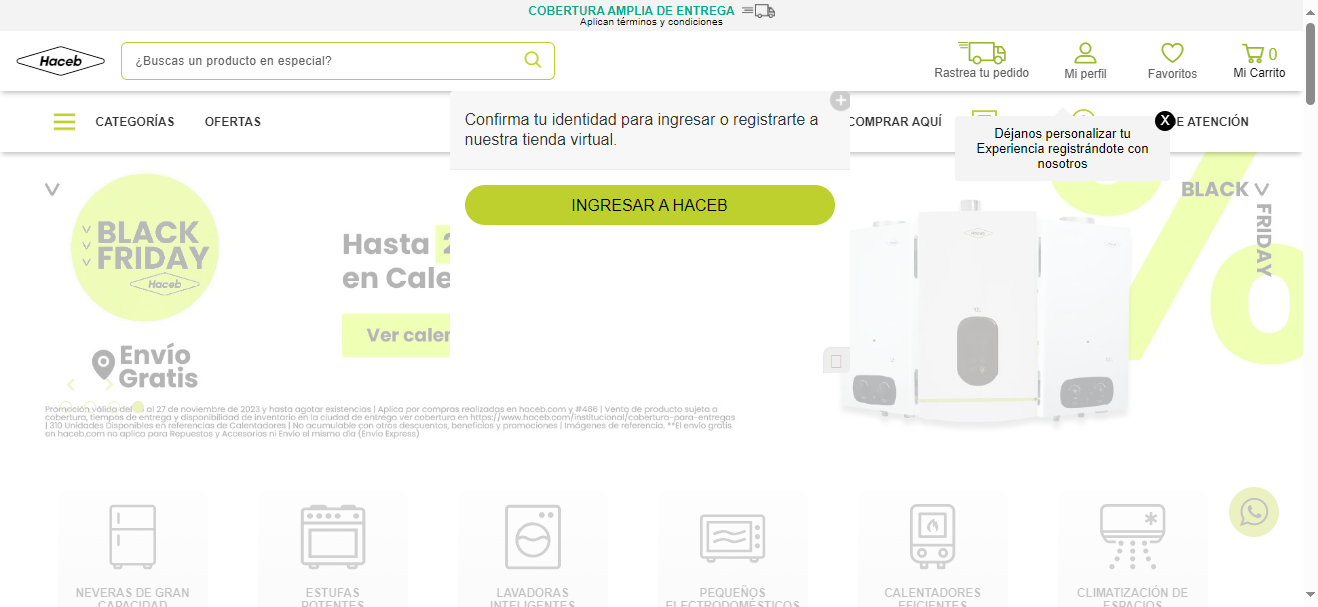 COBERTURA AMPLIA DE ENTREGA
Aplican términos y condiciones
Haceb
¿Buscas un producto en especial?
Rastrea tu pedido
Mi perfil
Favoritos
0
Mi Carrito
CATEGORÍAS
OFERTAS
COMPRAR AQUÍ
E ATENCIÓN
Confirma tu identidad para ingresar o registrarte a
nuestra tienda virtual.
INGRESAR A HACEB
X
Déjanos personalizar tu
Experiencia registrándote con
nosotros
BLACK
FRIDAY
Haceb
Envío
Gratis
Hasta
en Cale
Ver caler
BLACK
FRIDAY
%
Promoción válida del al 27 de noviembre de 2023 y hasta agotar existencias | Aplica por compras realizadas en haceb.com y #466 | Venta de producto sujeta a
cobertura, tiempos de entrega y disponibilidad de inventario en la ciudad de entrega ver cobertura en https://www.haceb.com/institucional/cobertura-para-entregas
| 310 Unidades Disponibles en referencias de Calentadores | No acumulable con otros descuentos, beneficios y promociones | Imágenes de referencia. **El envío gratis
en haceb.com no aplica para Repuestos y Accesorios ni Envío el mismo día (Envío Express)
NEVERAS DE GRAN
CAPACIDAD
ESTUFAS
POTENTES
LAVADORAS
INTELIGENTES
PEQUEÑOS
ELECTRODOMÉSTICOS
CALENTADORES
EFICIENTES
CLIMATIZACIÓN DE
ESPACIOS